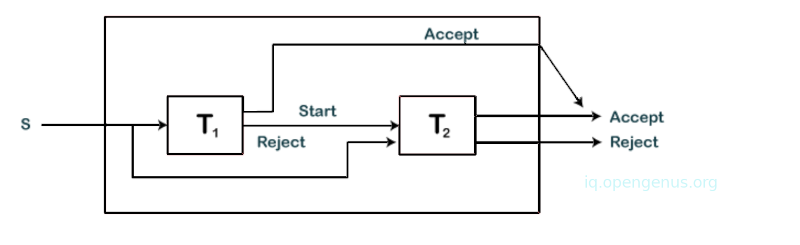 Accept
S
T1
Start
Reject
T2
Accept
Reject
iq.opengenus.org